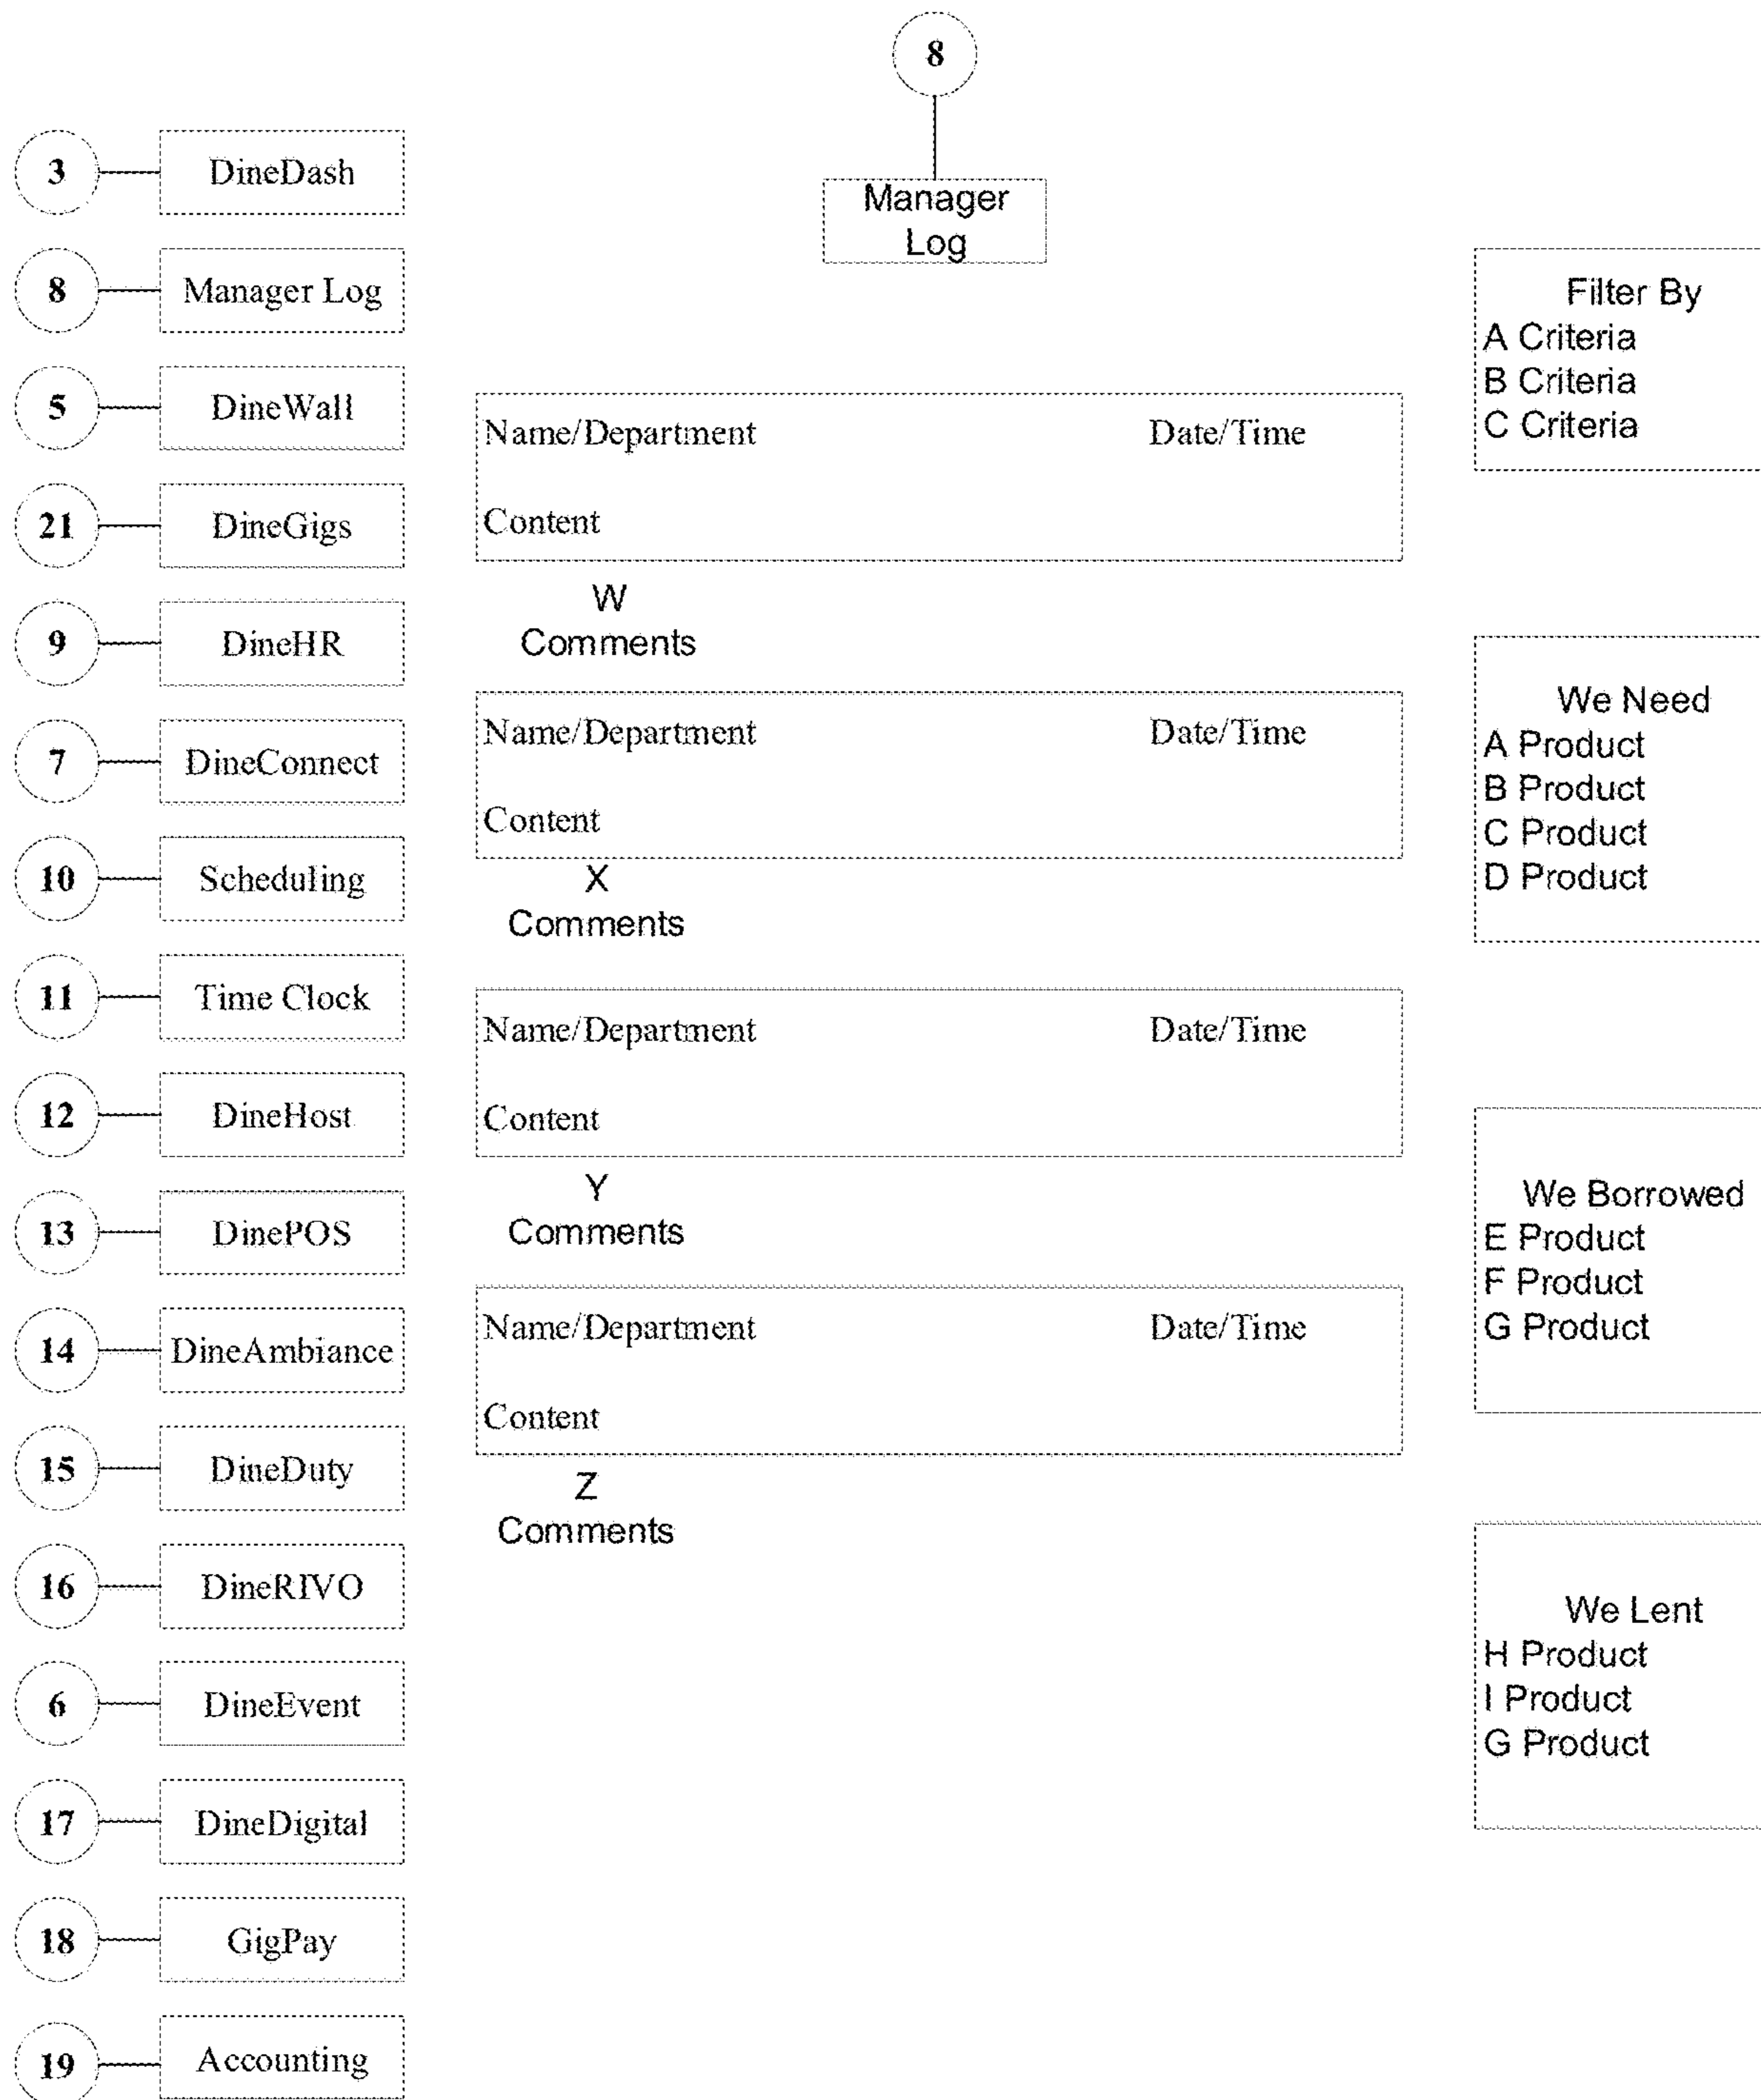 8
Manager
Log
3
DineDash
8
Manager Log
5
DineWall
21
DineGigs
9
DineHR
7
DineConnect
10
Scheduling
11
Time Clock
12
DineHost
13
DinePOS
14
DineAmbiance
15
DineDuty
16
DineRIVO
6
DineEvent
17
DineDigital
18
GigPay
19
Accounting
Name/Department Date/Time
Content
W
Comments
Name/Department Date/Time
Content
X
Comments
Name/Department Date/Time
Content
Y
Comments
Name/Department Date/Time
Content
Z
Comments
Filter By
A Criteria
B Criteria
C Criteria
We Need
A Product
B Product
C Product
D Product
We Borrowed
E Product
F Product
G Product
We Lent
H Product
I Product
G Product